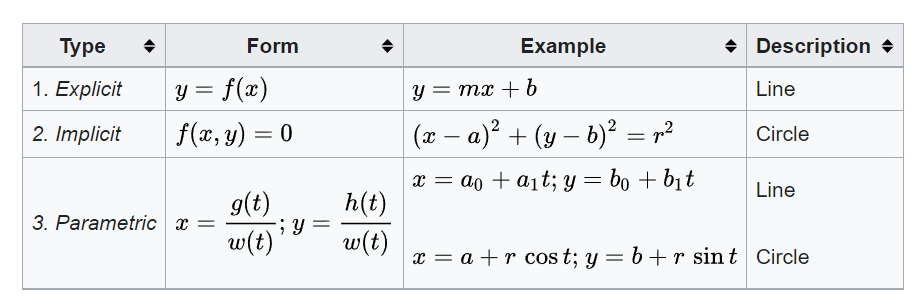 Type Form Example Description
1. Explicit y = f(x) y = mx + b Line
2. Implicit f(x, y) = 0 (x − a)² + (y − b)² = r² Circle
3. Parametric x = g(t)/w(t); y = h(t)/w(t) x = a₀ + a₁t; y = b₀ + b₁t Line
x = a + r cos t; y = b + r sin t Circle